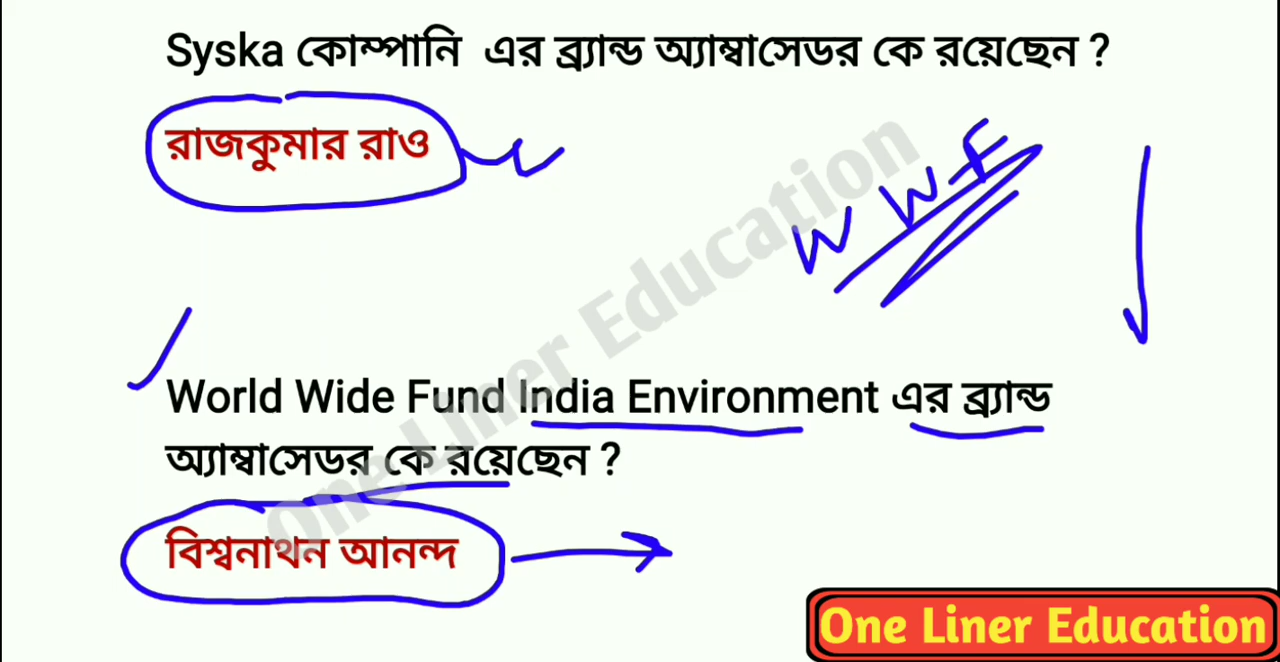 Syska কোম্পানি এর ব্র্যান্ড অ্যাম্বাসেডর কে রয়েছেন ?
রাজকুমার রাও
W W F
World Wide Fund India Environment এর ব্র্যান্ড
অ্যাম্বাসেডর কে রয়েছেন ?
বিশ্বনাথন আনন্দ
One Liner Education
One Liner Education